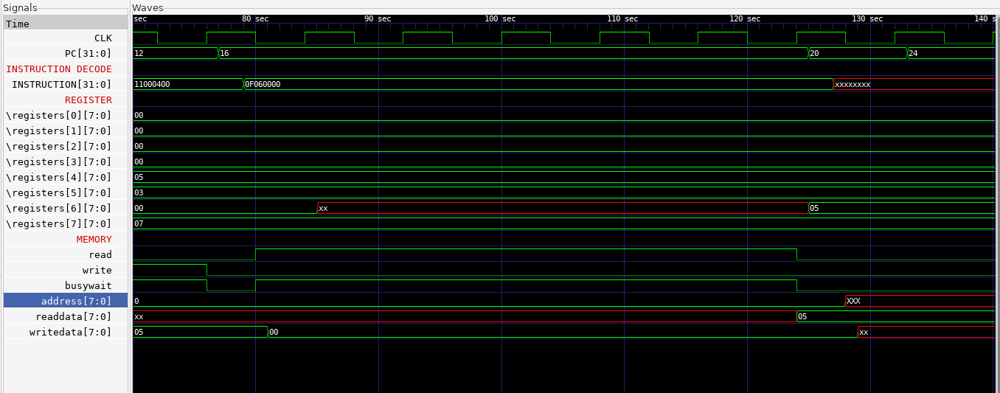 Signals Waves
Time sec 80 sec 90 sec 100 sec 110 sec 120 sec 130 sec 140 s
CLK
PC[31:0] 12 16 20 24
INSTRUCTION DECODE
INSTRUCTION[31:0] 11000400 0F060000 xxxxxxxx
REGISTER
\registers[0][7:0] 00
\registers[1][7:0] 00
\registers[2][7:0] 00
\registers[3][7:0] 00
\registers[4][7:0] 05
\registers[5][7:0] 03
\registers[6][7:0] 00 xx 05
\registers[7][7:0] 07
MEMORY
read
write
busywait
address[7:0] 0 XXX
readdata[7:0] xx 05
writedata[7:0] 05 00 xx